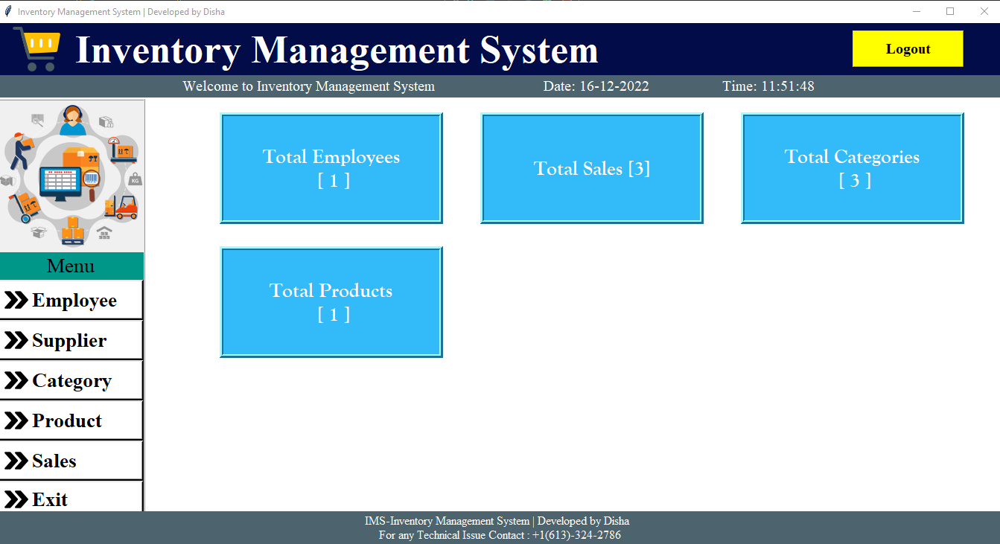 Inventory Management System | Developed by Disha
Inventory Management System
Logout
Welcome to Inventory Management System
Date: 16-12-2022
Time: 11:51:48
Total Employees
[ 1 ]
Total Sales [3]
Total Categories
[ 3 ]
Total Products
[ 1 ]
KG
Menu
Employee
Supplier
Category
Product
Sales
Exit
IMS-Inventory Management System | Developed by Disha
For any Technical Issue Contact : +1(613)-324-2786